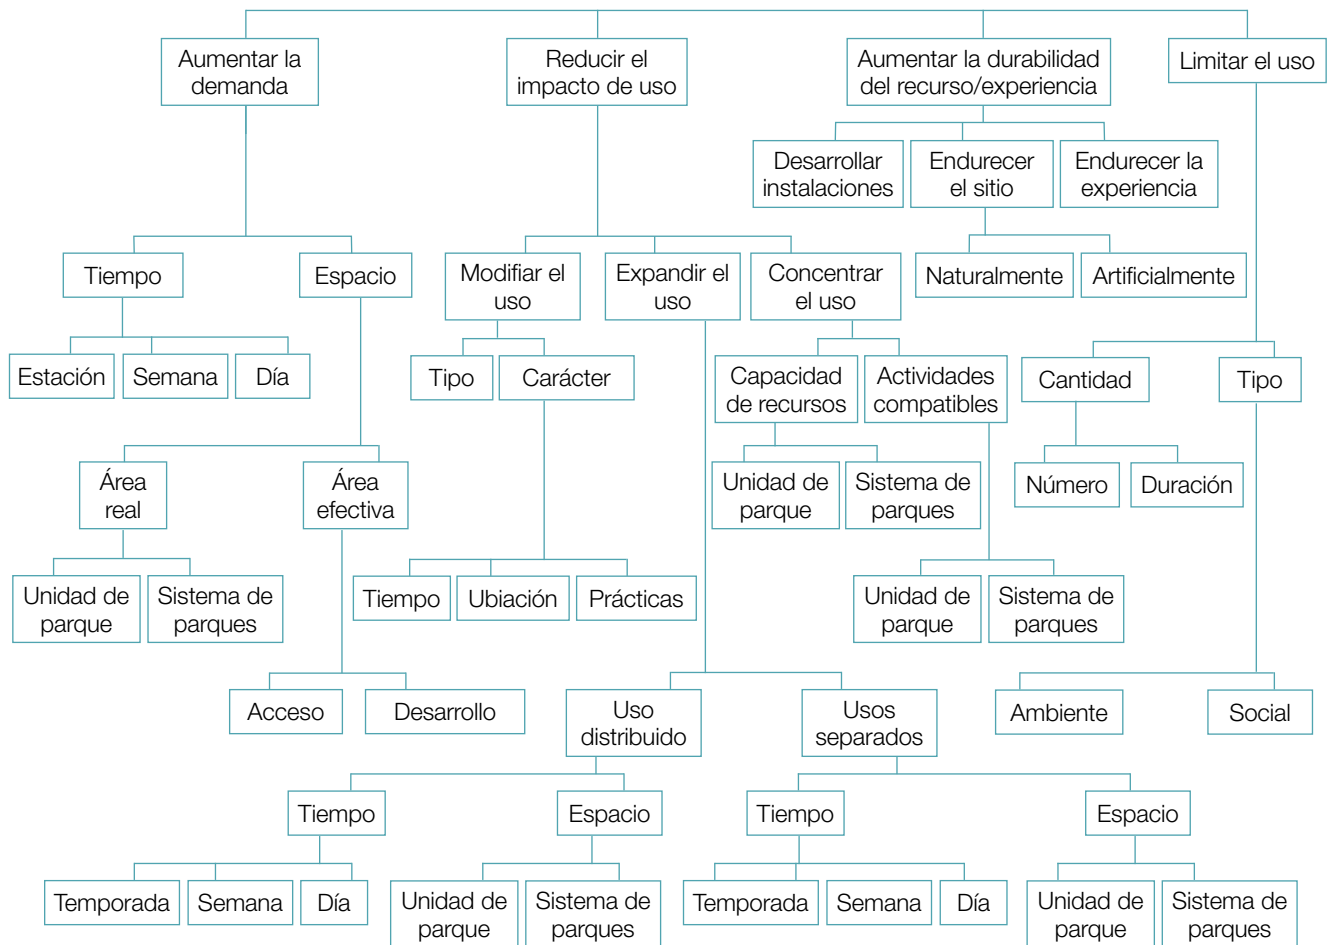 Aumentar la
demanda
Reducir el
impacto de uso
Aumentar la durabilidad
del recurso/experiencia
Limitar el uso
Desarrollar
instalaciones
Endurecer
el sitio
Endurecer la
experiencia
Tiempo
Espacio
Modifiar el
uso
Expandir el
uso
Concentrar
el uso
Naturalmente
Artificialmente
Estación
Semana
Día
Tipo
Carácter
Capacidad
de recursos
Actividades
compatibles
Cantidad
Tipo
Área
real
Área
efectiva
Unidad de
parque
Sistema de
parques
Número
Duración
Unidad de
parque
Sistema de
parques
Tiempo
Ubiación
Prácticas
Unidad de
parque
Sistema de
parques
Acceso
Desarrollo
Uso
distribuido
Usos
separados
Ambiente
Social
Tiempo
Espacio
Tiempo
Espacio
Temporada
Semana
Día
Unidad de
parque
Sistema de
parques
Temporada
Semana
Día
Unidad de
parque
Sistema de
parques